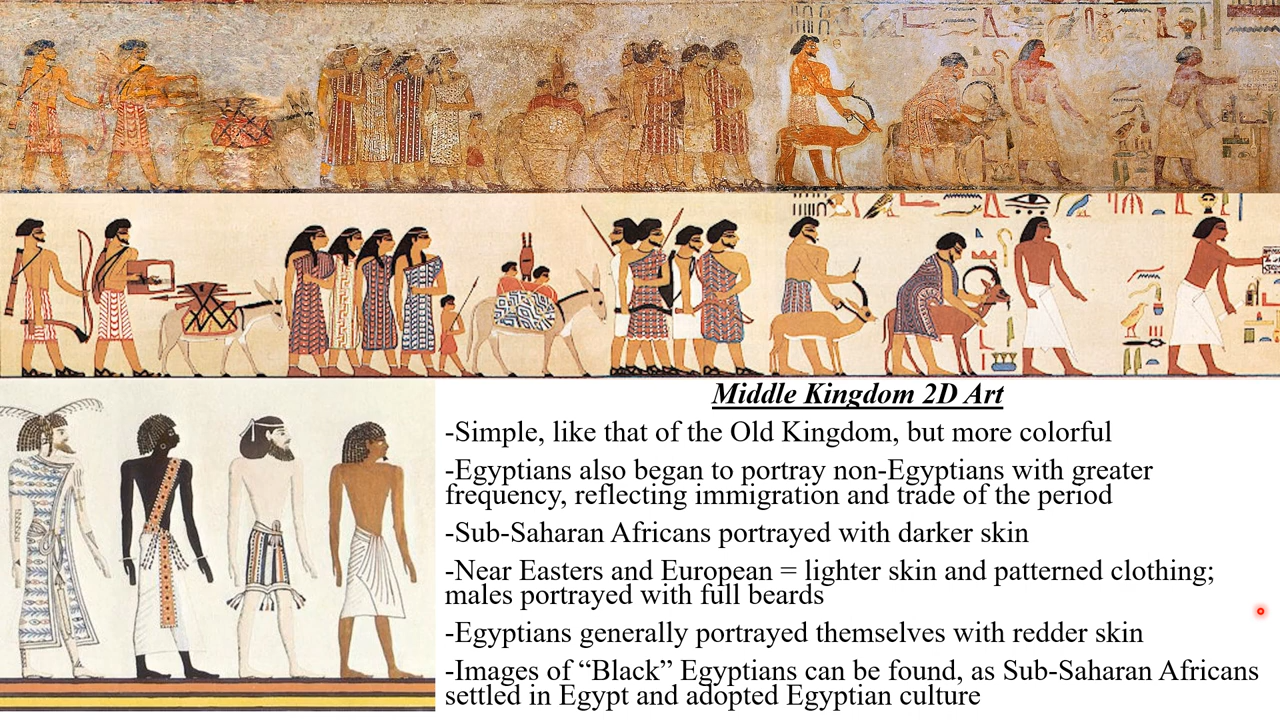 Middle Kingdom 2D Art
-Simple, like that of the Old Kingdom, but more colorful
-Egyptians also began to portray non-Egyptians with greater
frequency, reflecting immigration and trade of the period
-Sub-Saharan Africans portrayed with darker skin
-Near Easters and European = lighter skin and patterned clothing;
males portrayed with full beards
-Egyptians generally portrayed themselves with redder skin
-Images of “Black” Egyptians can be found, as Sub-Saharan Africans
settled in Egypt and adopted Egyptian culture